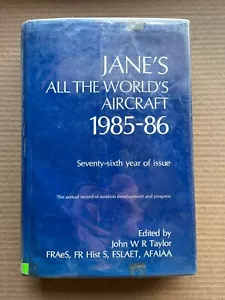 JANE'S
ALL THE WORLD'S
AIRCRAFT
1985-86
Seventy-sixth year of issue
The annual record of aviation development and progress
Edited by
John W R Taylor
FRAeS, FR Hist S, FSLAET, AFAIAA